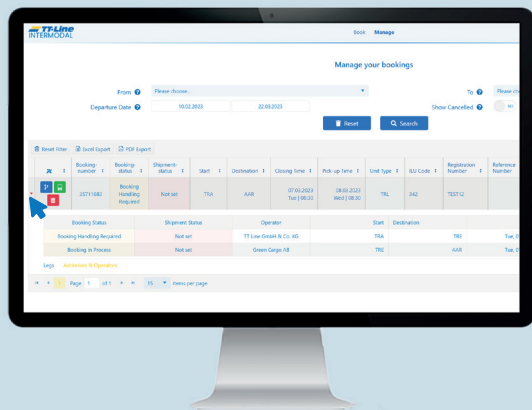 TT-Line
INTERMODAL
Book Manage
Manage your bookings
From Please choose... To Please cho
Departure Date 10.02.2023 22.03.2023 Show Cancelled NO
Reset Search
Reset Filter Excel Export PDF Export
Booking-number Booking-status Shipment-status Start Destination Closing Time Pick-up Time Unit Type ILU Code Registration Number Reference Number
35711682 Booking Handling Required Not set TRA AAR 07.03.2023 Tue | 08:30 08.03.2023 Wed | 08:30 TRL 342 TEST12
Booking Status Shipment Status Operator Start Destination
Booking Handling Required Not set TT Line GmbH & Co. KG TRA TRE Tue, 0
Booking in Process Not set Green Cargo AB TRE AAR Tue, 0
Legs Additionals & Operators
Page 1 of 1 15 items per page